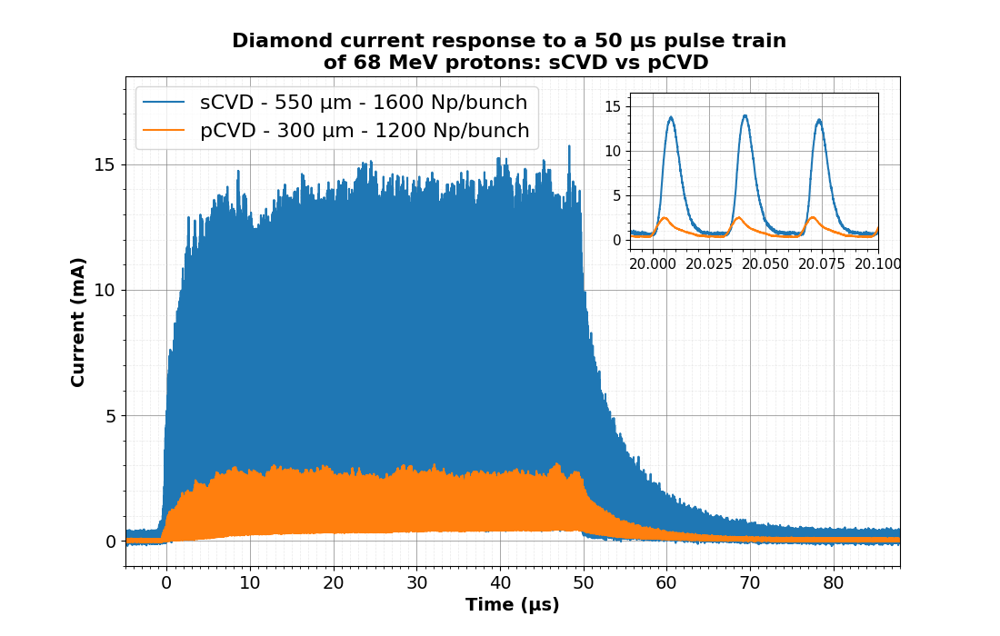 Diamond current response to a 50 µs pulse train
of 68 MeV protons: sCVD vs pCVD
sCVD - 550 µm - 1600 Np/bunch
pCVD - 300 µm - 1200 Np/bunch
15
10
5
0
20.000 20.025 20.050 20.075 20.100
Current (mA)
15
10
5
0
0 10 20 30 40 50 60 70 80
Time (µs)